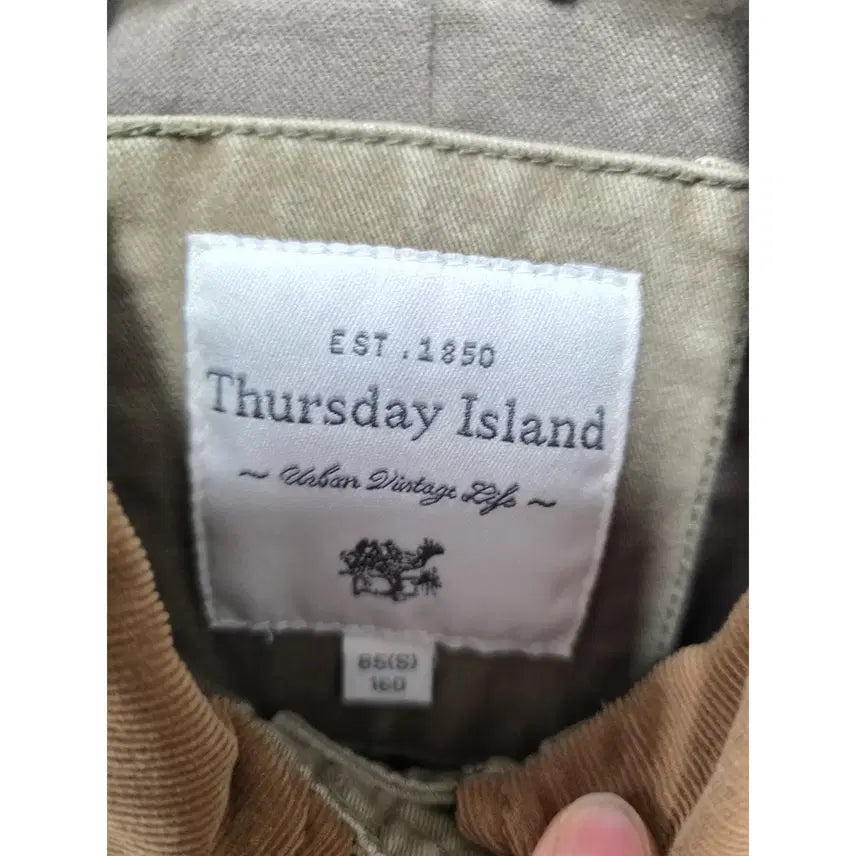 EST. 1850
Thursday Island
~ Urban Vintage Life ~
85(S)
160